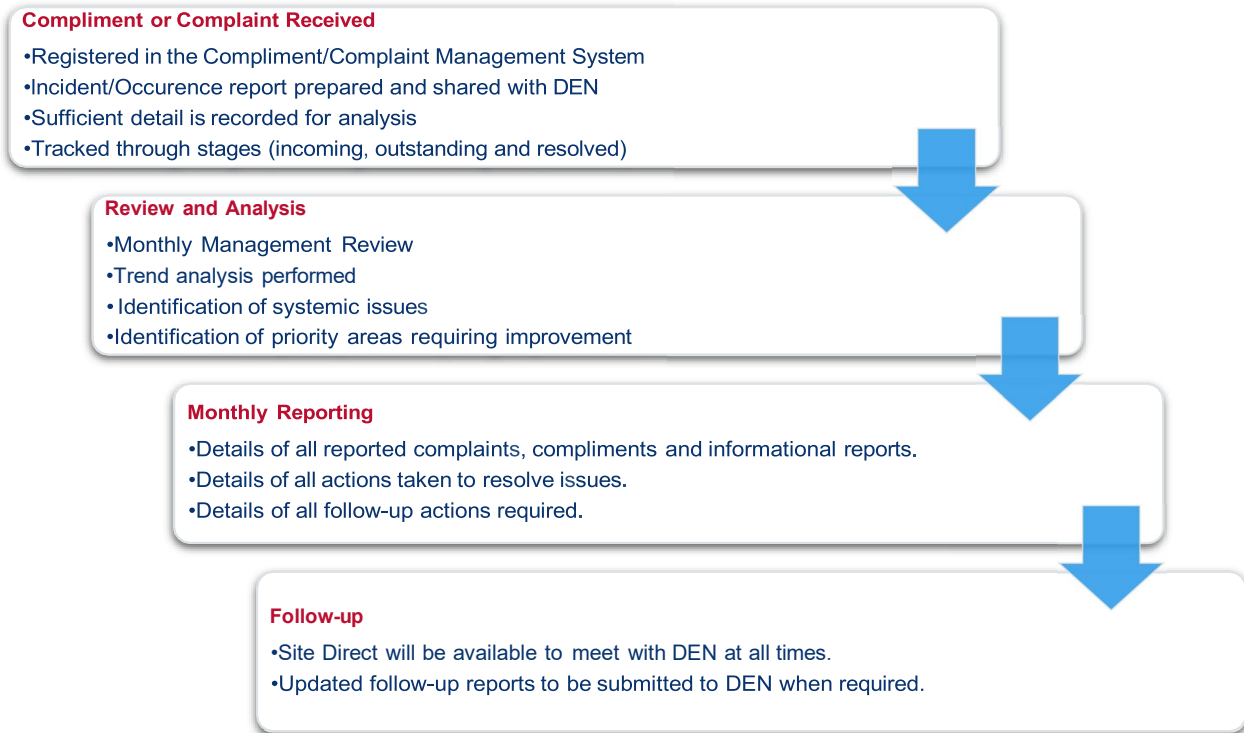 Compliment or Complaint Received
•Registered in the Compliment/Complaint Management System
•Incident/Occurence report prepared and shared with DEN
•Sufficient detail is recorded for analysis
•Tracked through stages (incoming, outstanding and resolved)
Review and Analysis
•Monthly Management Review
•Trend analysis performed
•Identification of systemic issues
•Identification of priority areas requiring improvement
Monthly Reporting
•Details of all reported complaints, compliments and informational reports.
•Details of all actions taken to resolve issues.
•Details of all follow-up actions required.
Follow-up
•Site Direct will be available to meet with DEN at all times.
•Updated follow-up reports to be submitted to DEN when required.